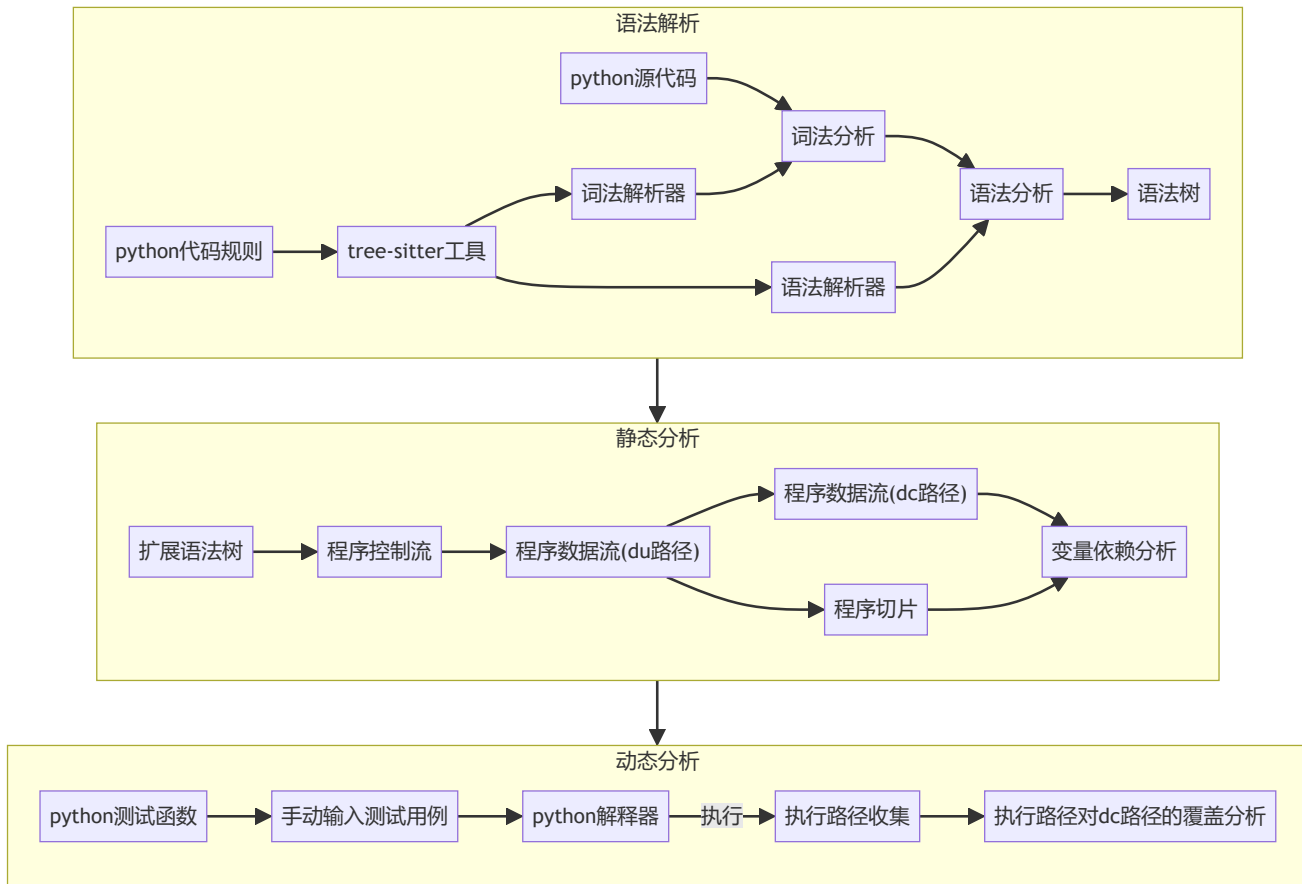 语法解析
python源代码
词法分析
词法解析器
语法分析
语法树
python代码规则
tree-sitter工具
语法解析器
静态分析
程序数据流(dc路径)
扩展语法树
程序控制流
程序数据流(du路径)
变量依赖分析
程序切片
动态分析
python测试函数
手动输入测试用例
python解释器
执行
执行路径收集
执行路径对dc路径的覆盖分析